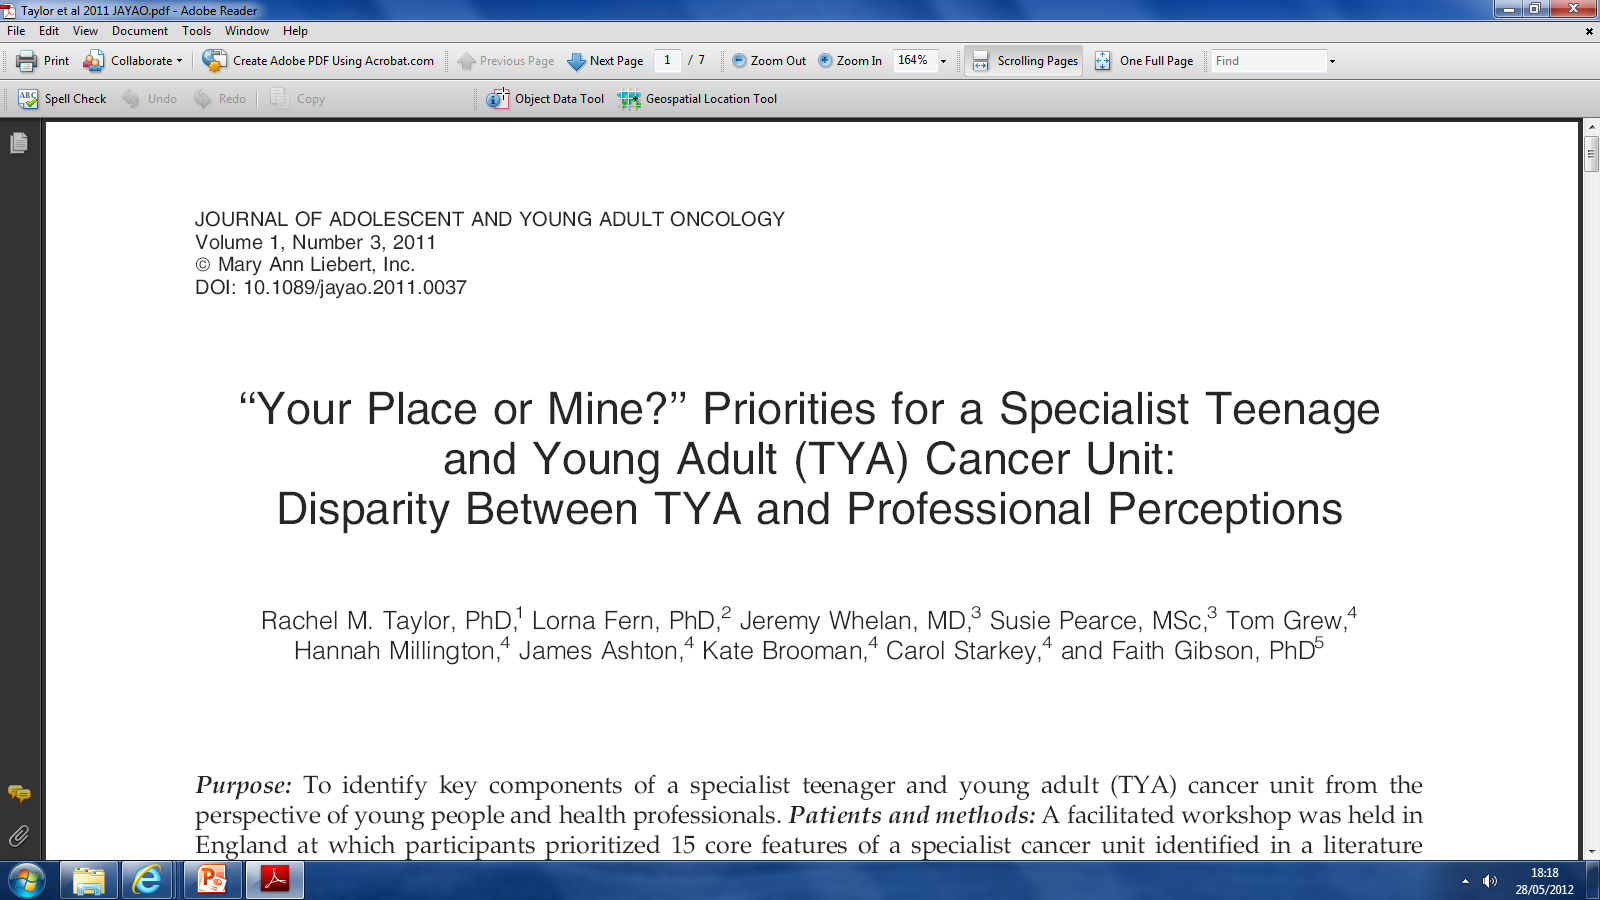 Taylor et al 2011 JAYAO.pdf - Adobe Reader
File Edit View Document Tools Window Help
Print Collaborate Create Adobe PDF Using Acrobat.com Previous Page Next Page 1 / 7 Zoom Out Zoom In 164% Scrolling Pages One Full Page Find
ABC Spell Check Undo Redo Copy Object Data Tool Geospatial Location Tool
JOURNAL OF ADOLESCENT AND YOUNG ADULT ONCOLOGY
Volume 1, Number 3, 2011
© Mary Ann Liebert, Inc.
DOI: 10.1089/jayao.2011.0037
“Your Place or Mine?” Priorities for a Specialist Teenage
and Young Adult (TYA) Cancer Unit:
Disparity Between TYA and Professional Perceptions
Rachel M. Taylor, PhD,1 Lorna Fern, PhD,2 Jeremy Whelan, MD,3 Susie Pearce, MSc,3 Tom Grew,4
Hannah Millington,4 James Ashton,4 Kate Brooman,4 Carol Starkey,4 and Faith Gibson, PhD5
Purpose: To identify key components of a specialist teenager and young adult (TYA) cancer unit from the
perspective of young people and health professionals. Patients and methods: A facilitated workshop was held in
England at which participants prioritized 15 core features of a specialist cancer unit identified in a literature
18:18
28/05/2012